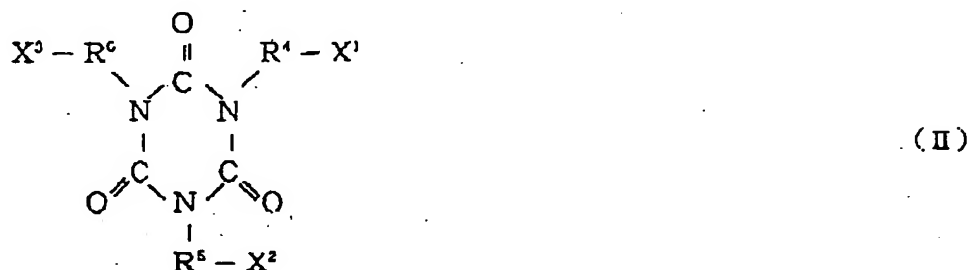 O
X³ – R⁶ R⁴ – X¹
C
N N
(II)
C C
O N O
R⁵ – X²